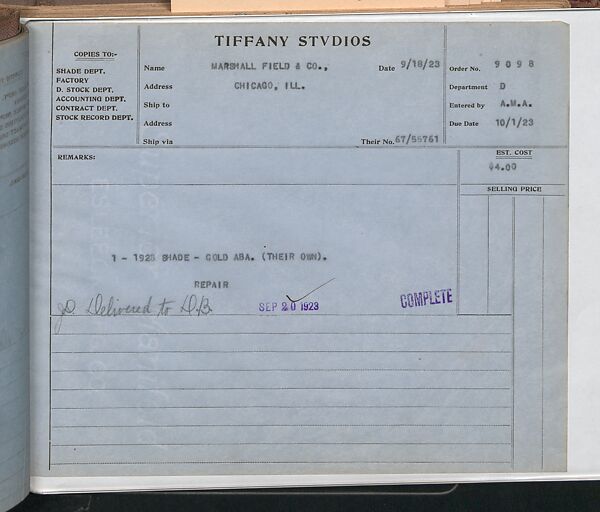 TIFFANY STVDIOS
COPIES TO:-
SHADE DEPT.
FACTORY
D. STOCK DEPT.
ACCOUNTING DEPT.
CONTRACT DEPT.
STOCK RECORD DEPT.
Name MARSHALL FIELD & CO., Date 9/18/23
Address CHICAGO, ILL.
Ship to
Address
Ship via Their No. 67/55761
Order No. 9098
Department D
Entered by A.M.A.
Due Date 10/1/23
REMARKS:
EST. COST
$4.00
SELLING PRICE
1 - 1928 SHADE - GOLD ABA. (THEIR OWN).
REPAIR
Delivered to SEP 20 1923 COMPLETE